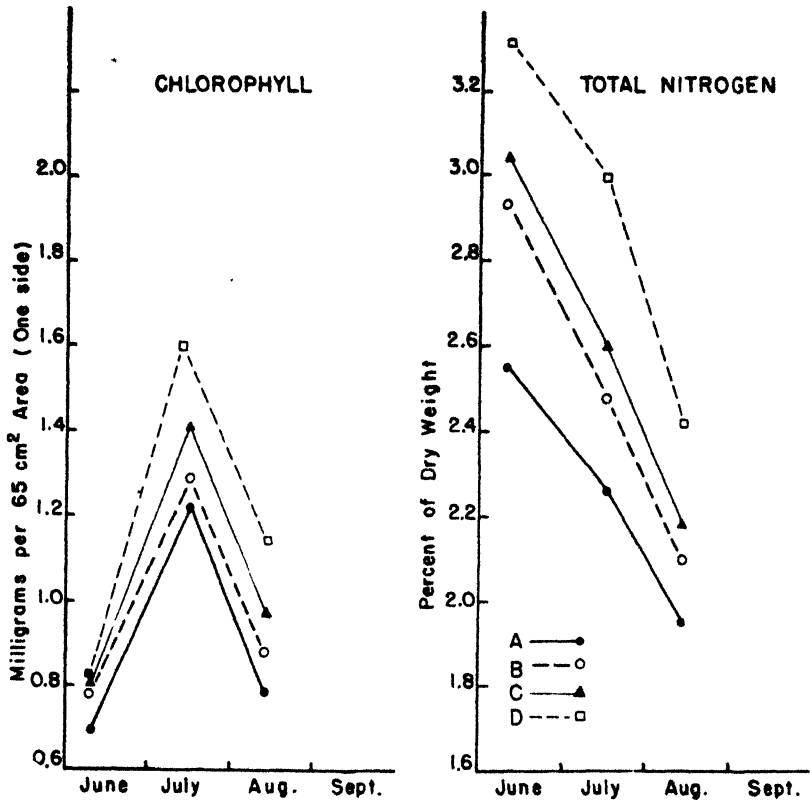 CHLOROPHYLL
2.0
1.8
1.6
1.4
1.2
1.0
0.8
0.6
Milligrams per 65 cm² Area (One side)
June July Aug. Sept.
TOTAL NITROGEN
3.2
3.0
2.8
2.6
2.4
2.2
2.0
1.8
1.6
Percent of Dry Weight
A
B
C
D
June July Aug. Sept.